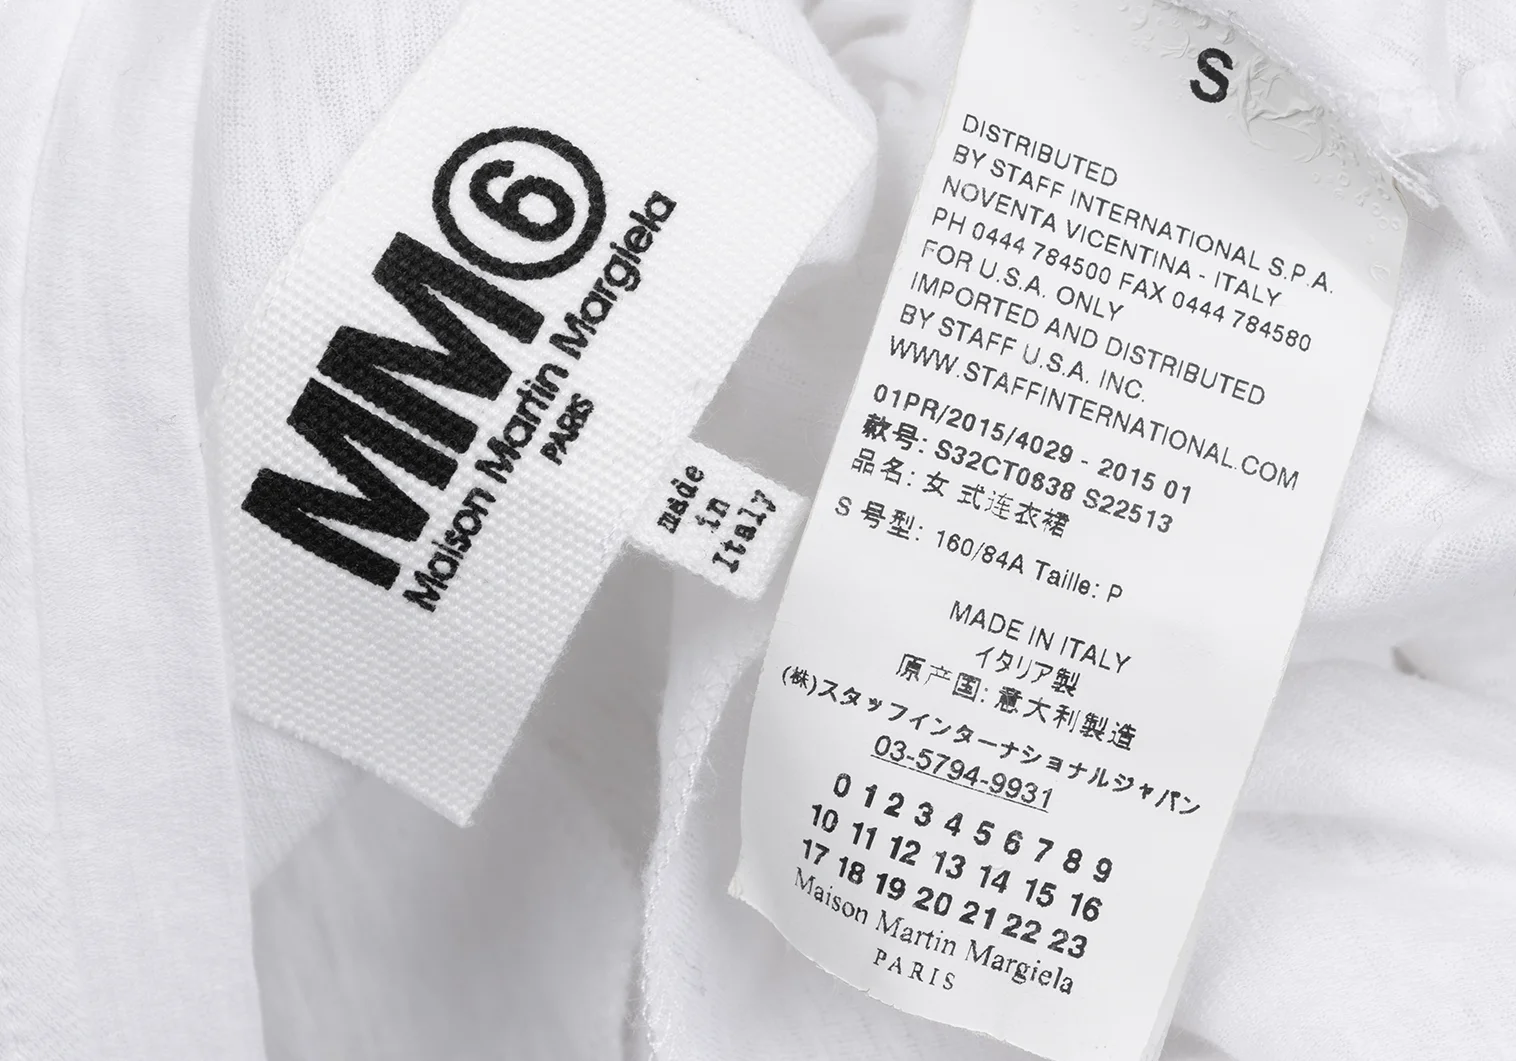 MM⑥
Maison Martin Margiela
PARIS
made
in
Italy
S
DISTRIBUTED
BY STAFF INTERNATIONAL S.P.A.
NOVENTA VICENTINA - ITALY
PH 0444 784500 FAX 0444 784580
FOR U.S.A. ONLY
IMPORTED AND DISTRIBUTED
BY STAFF U.S.A. INC.
WWW.STAFFINTERNATIONAL.COM
01PR/2015/4029 - 2015 01
款号: S32CT0638 S22513
品名: 女 式连衣裙
S 号型: 160/84A Taille: P
MADE IN ITALY
イタリア製
原产国: 意大利製造
(株)スタッフインターナショナルジャパン
03-5794-9931
0 1 2 3 4 5 6 7 8 9
10 11 12 13 14 15 16
17 18 19 20 21 22 23
Maison Martin Margiela
PARIS